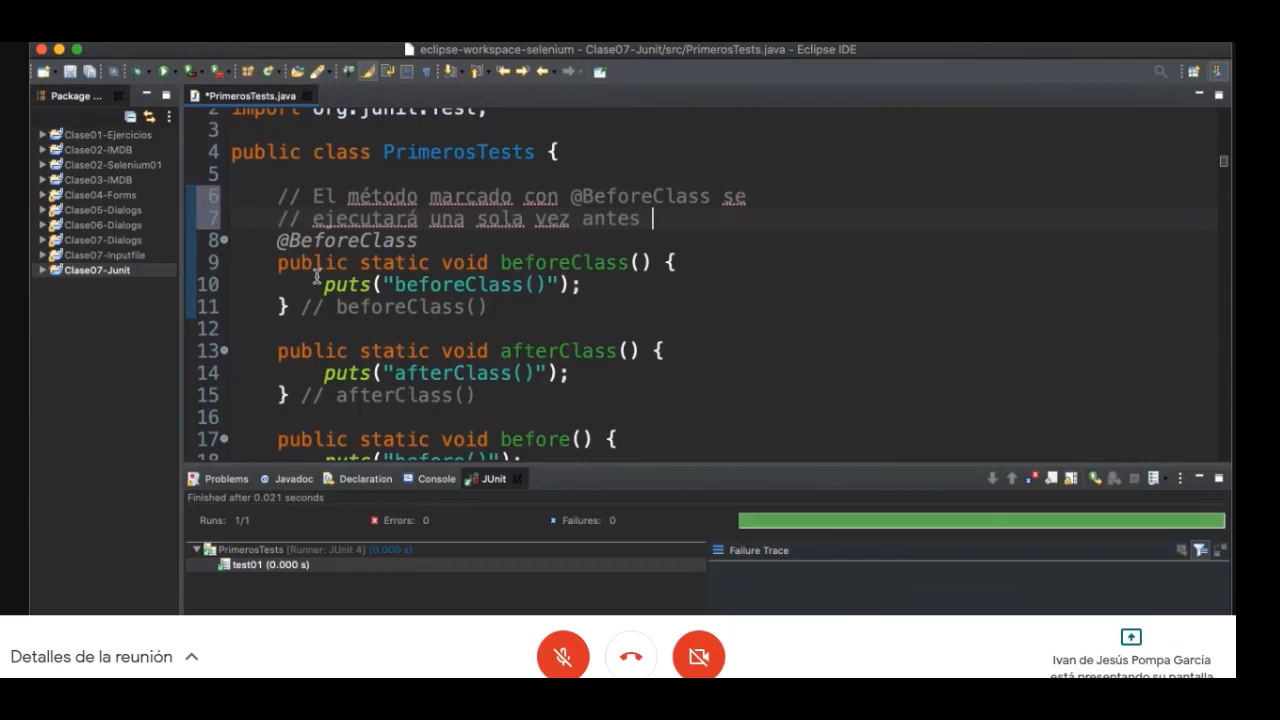 eclipse-workspace-selenium - Clase07-Junit/src/PrimerosTests.java - Eclipse IDE
Package ...
*PrimerosTests.java
Clase01-Ejercicios
Clase02-IMDB
Clase02-Selenium01
Clase03-IMDB
Clase04-Forms
Clase05-Dialogs
Clase06-Dialogs
Clase07-Dialogs
Clase07-Inputfile
Clase07-Junit
2 import org.junit.Test;
3
4 public class PrimerosTests {
5
6 // El método marcado con @BeforeClass se
7 // ejecutará una sola vez antes
8 @BeforeClass
9 public static void beforeClass() {
10 puts("beforeClass()");
11 } // beforeClass()
12
13 public static void afterClass() {
14 puts("afterClass()");
15 } // afterClass()
16
17 public static void before() {
18 puts("before()");
Problems Javadoc Declaration Console JUnit
Finished after 0.021 seconds
Runs: 1/1 Errors: 0 Failures: 0
PrimerosTests [Runner: JUnit 4] (0.000 s)
test01 (0.000 s)
Failure Trace
Detalles de la reunión
Ivan de Jesús Pompa García
está presentando su pantalla